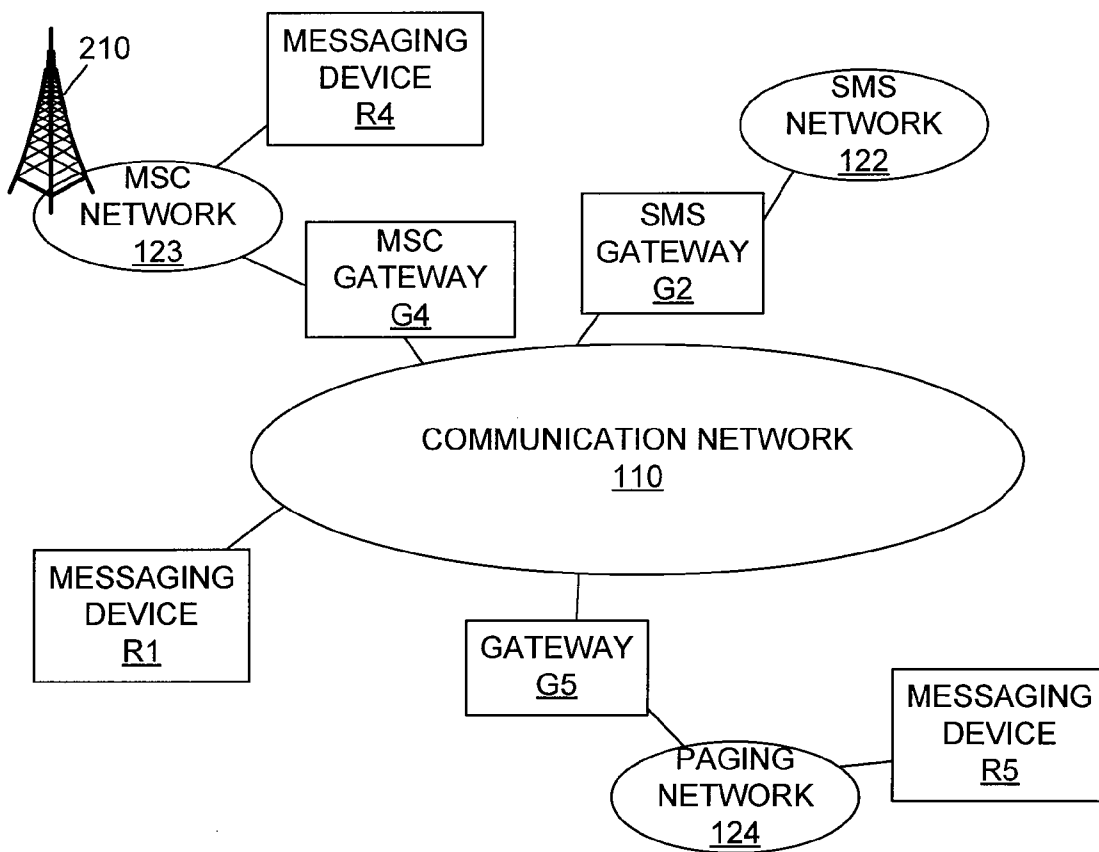 210
MESSAGING
DEVICE
R4
SMS
NETWORK
122
MSC
NETWORK
123
MSC
GATEWAY
G4
SMS
GATEWAY
G2
COMMUNICATION NETWORK
110
MESSAGING
DEVICE
R1
GATEWAY
G5
MESSAGING
DEVICE
R5
PAGING
NETWORK
124